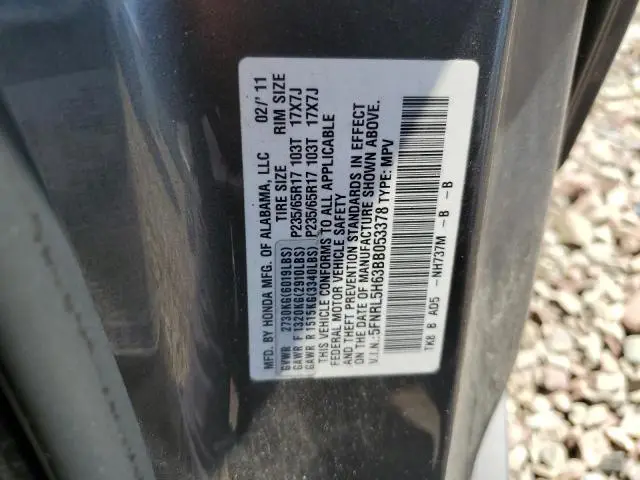 MFD. BY HONDA MFG. OF ALABAMA, LLC 02/'11
TIRE SIZE RIM SIZE
GVWR 2730KG(6019LBS)
GAWR F 1320KG(2910LBS) P235/65R17 103T 17X7J
GAWR R 1515KG(3340LBS) P235/65R17 103T 17X7J
THIS VEHICLE CONFORMS TO ALL APPLICABLE
FEDERAL MOTOR VEHICLE SAFETY
AND THEFT PREVENTION STANDARDS IN EFFECT
ON THE DATE OF MANUFACTURE SHOWN ABOVE.
V.I.N.:5FNRL5H63BB053378 TYPE: MPV
TK8 B AD5 -NH737M - B - B